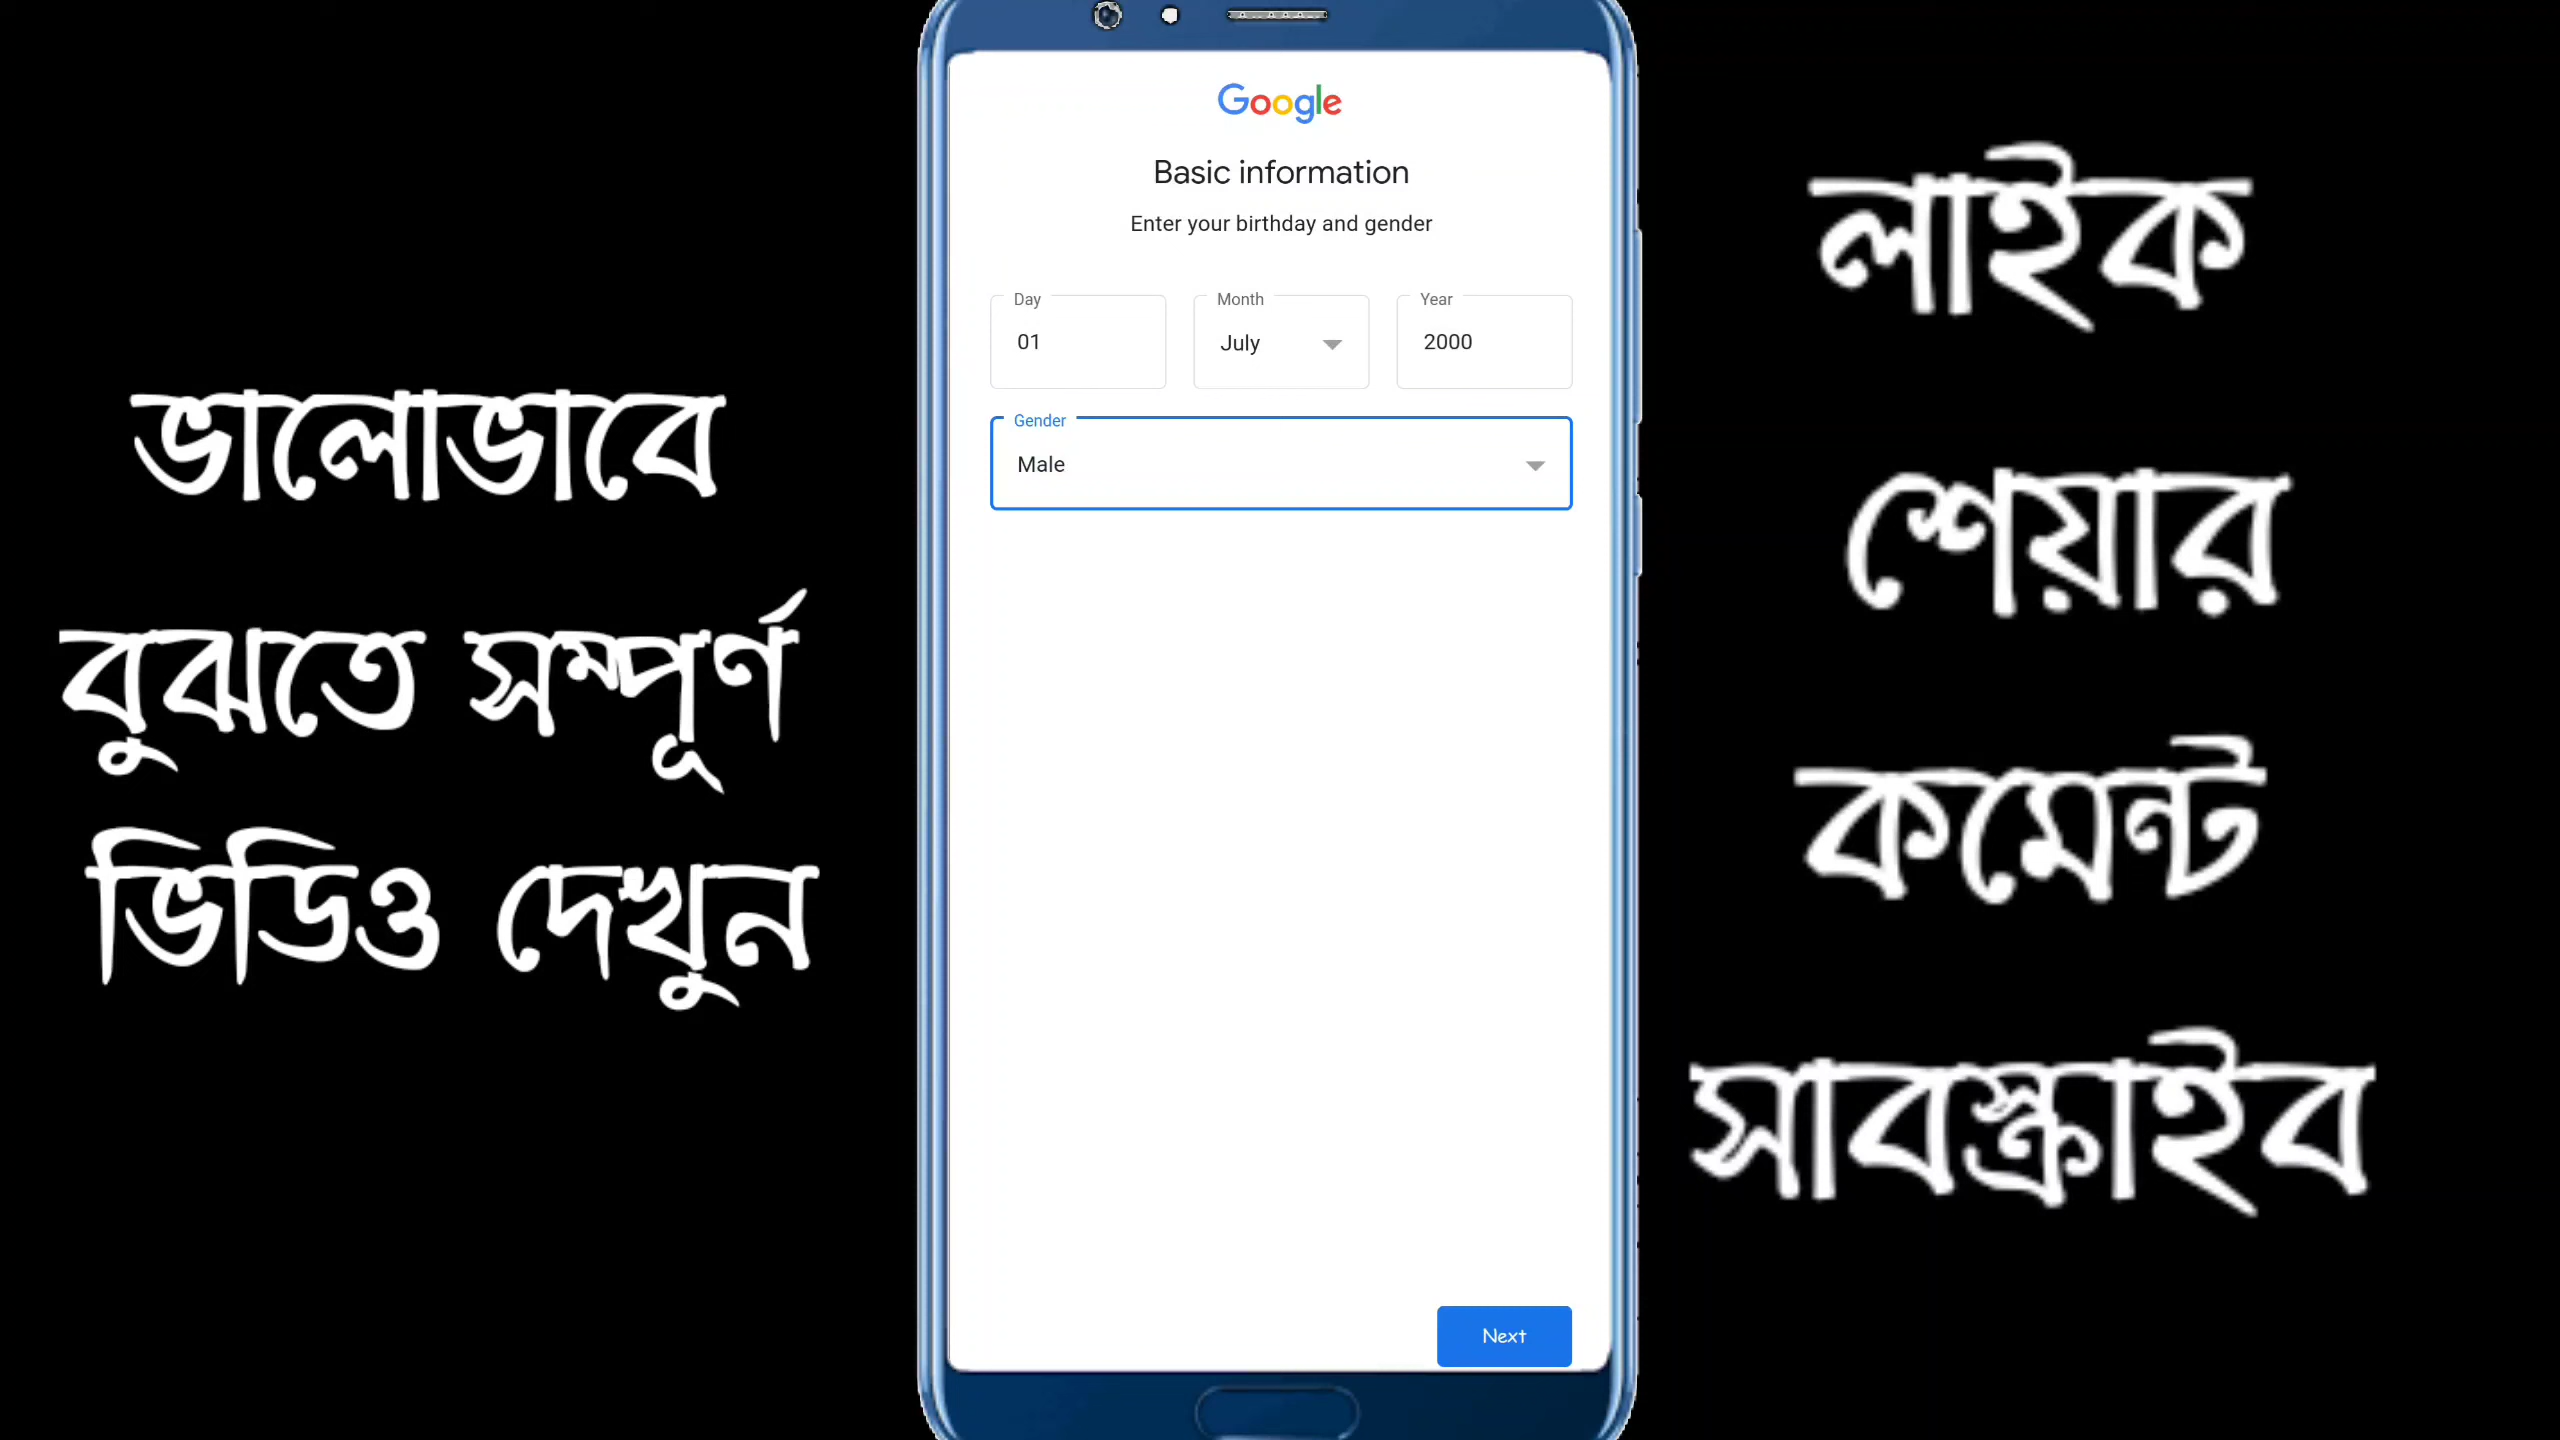 ভালোভাবে
বুঝতে সম্পূর্ণ
ভিডিও দেখুন
Google
Basic information
Enter your birthday and gender
Day Month Year
01 July 2000
Gender
Male
Next
লাইক
শেয়ার
কমেন্ট
সাবস্ক্রাইব